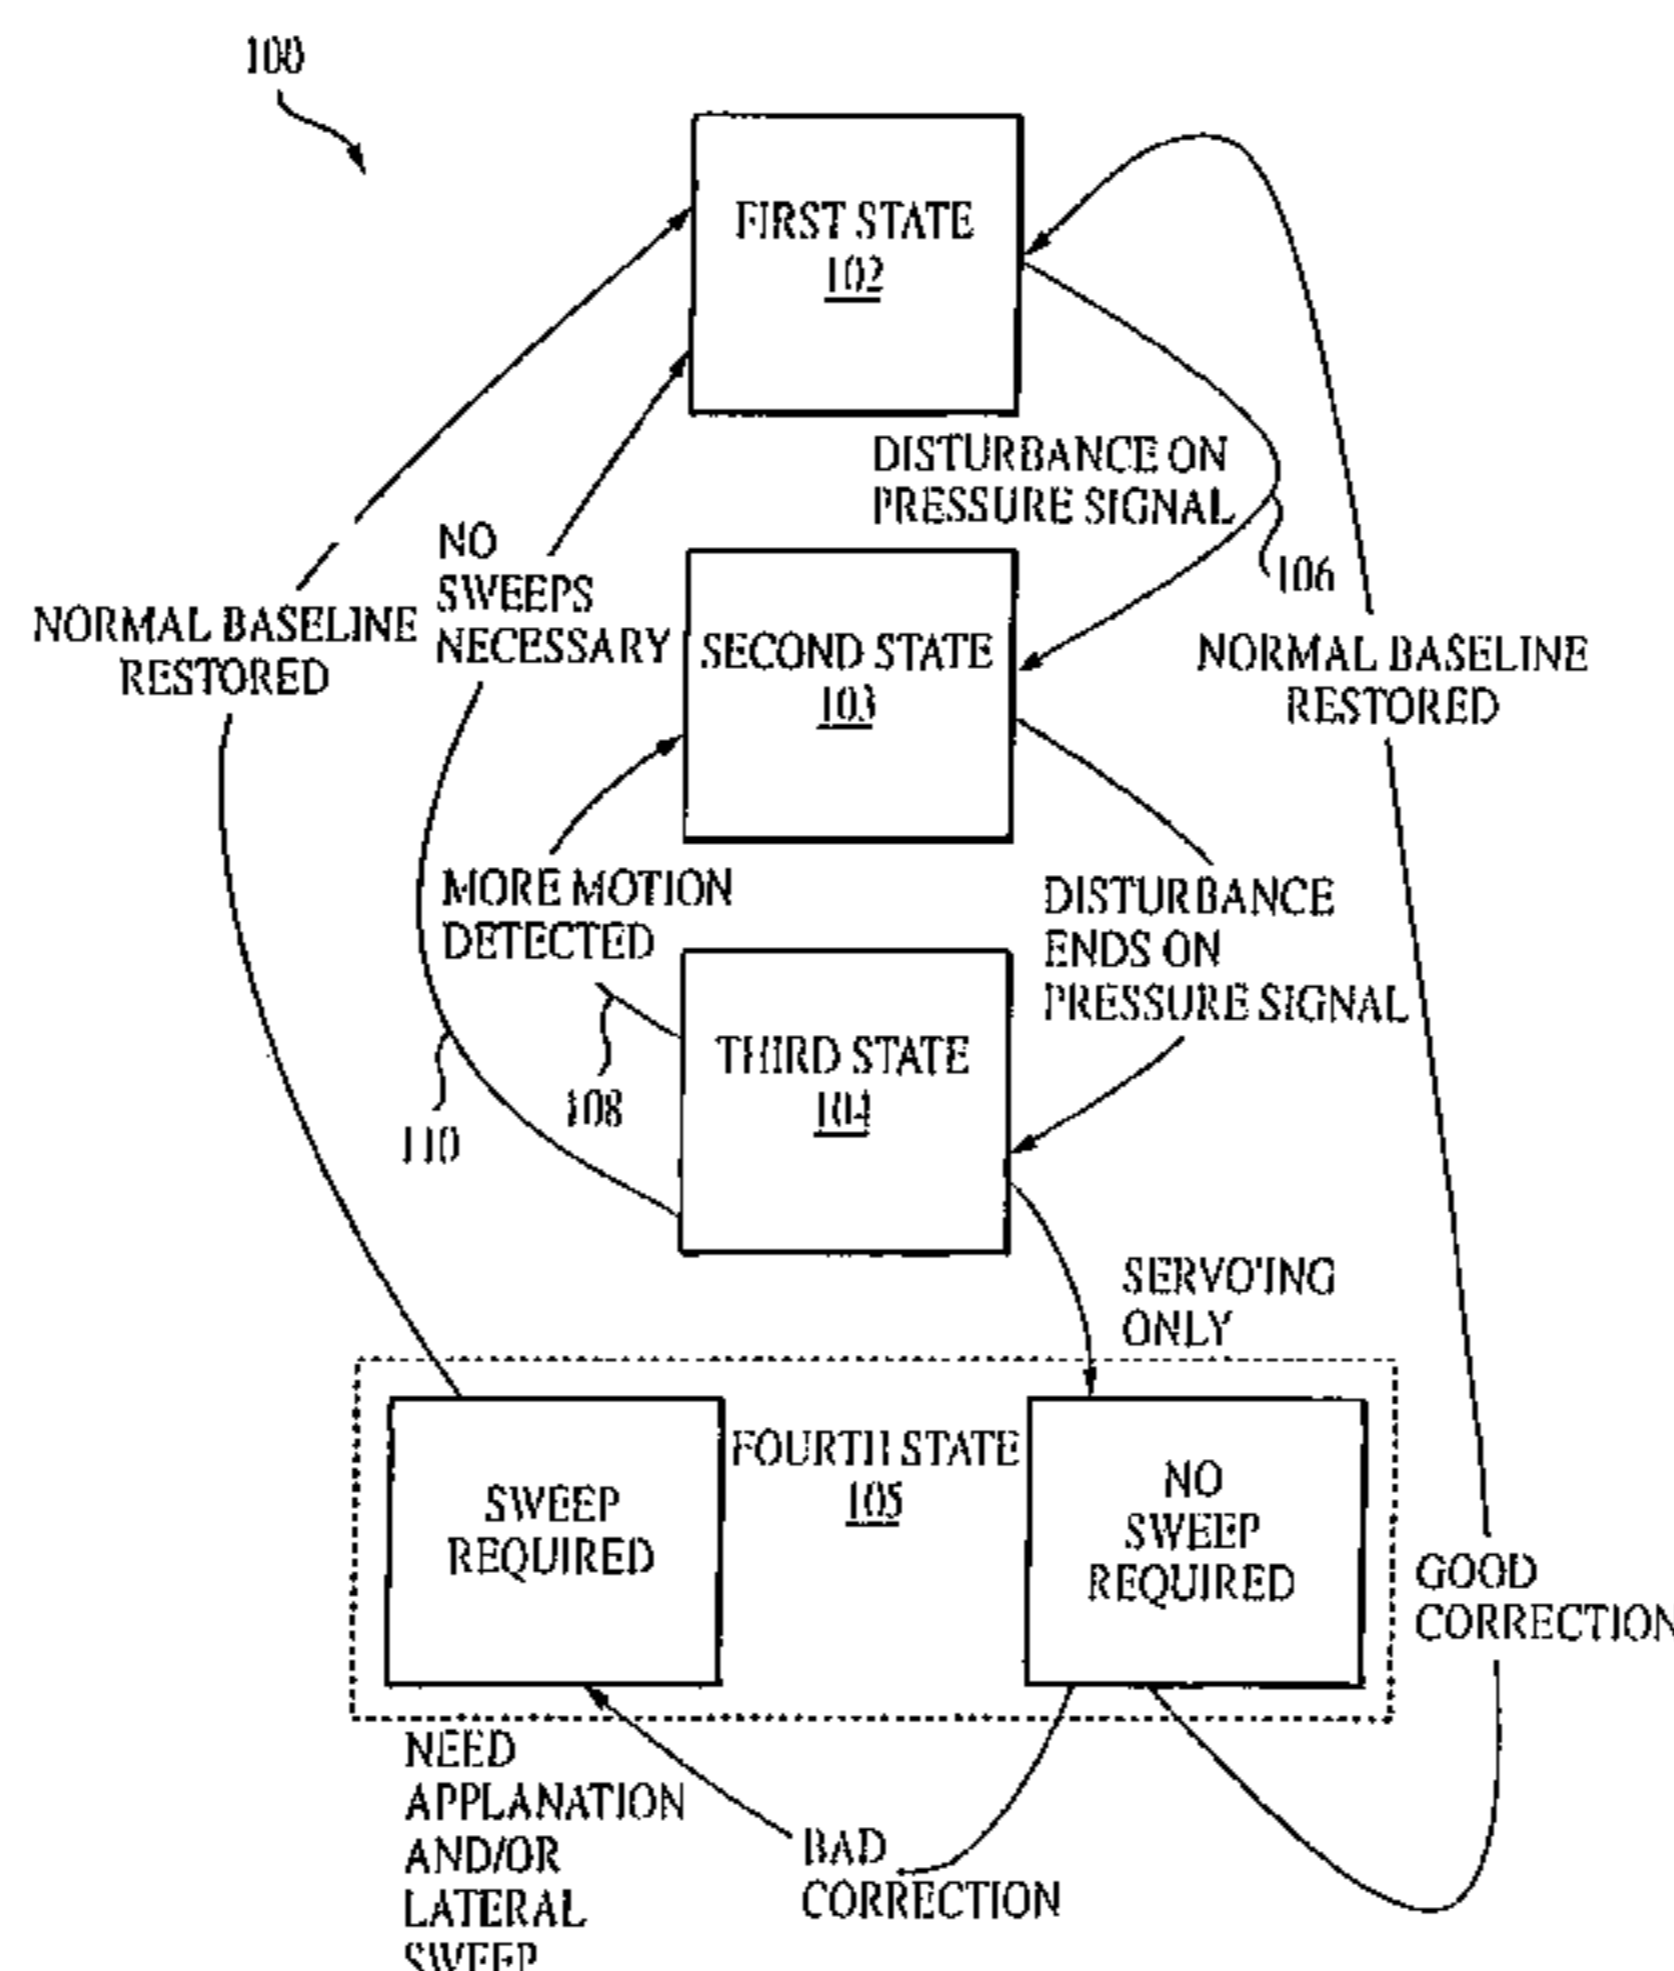 100
FIRST STATE
102
DISTURBANCE ON
PRESSURE SIGNAL
106
NO
SWEEPS
NECESSARY
NORMAL BASELINE
RESTORED
SECOND STATE
103
NORMAL BASELINE
RESTORED
MORE MOTION
DETECTED
DISTURBANCE
ENDS ON
PRESSURE SIGNAL
THIRD STATE
104
108
110
SERVO'ING
ONLY
FOURTH STATE
105
SWEEP
REQUIRED
NO
SWEEP
REQUIRED
GOOD
CORRECTION
NEED
APPLANATION
AND/OR
LATERAL
SWEEP
BAD
CORRECTION